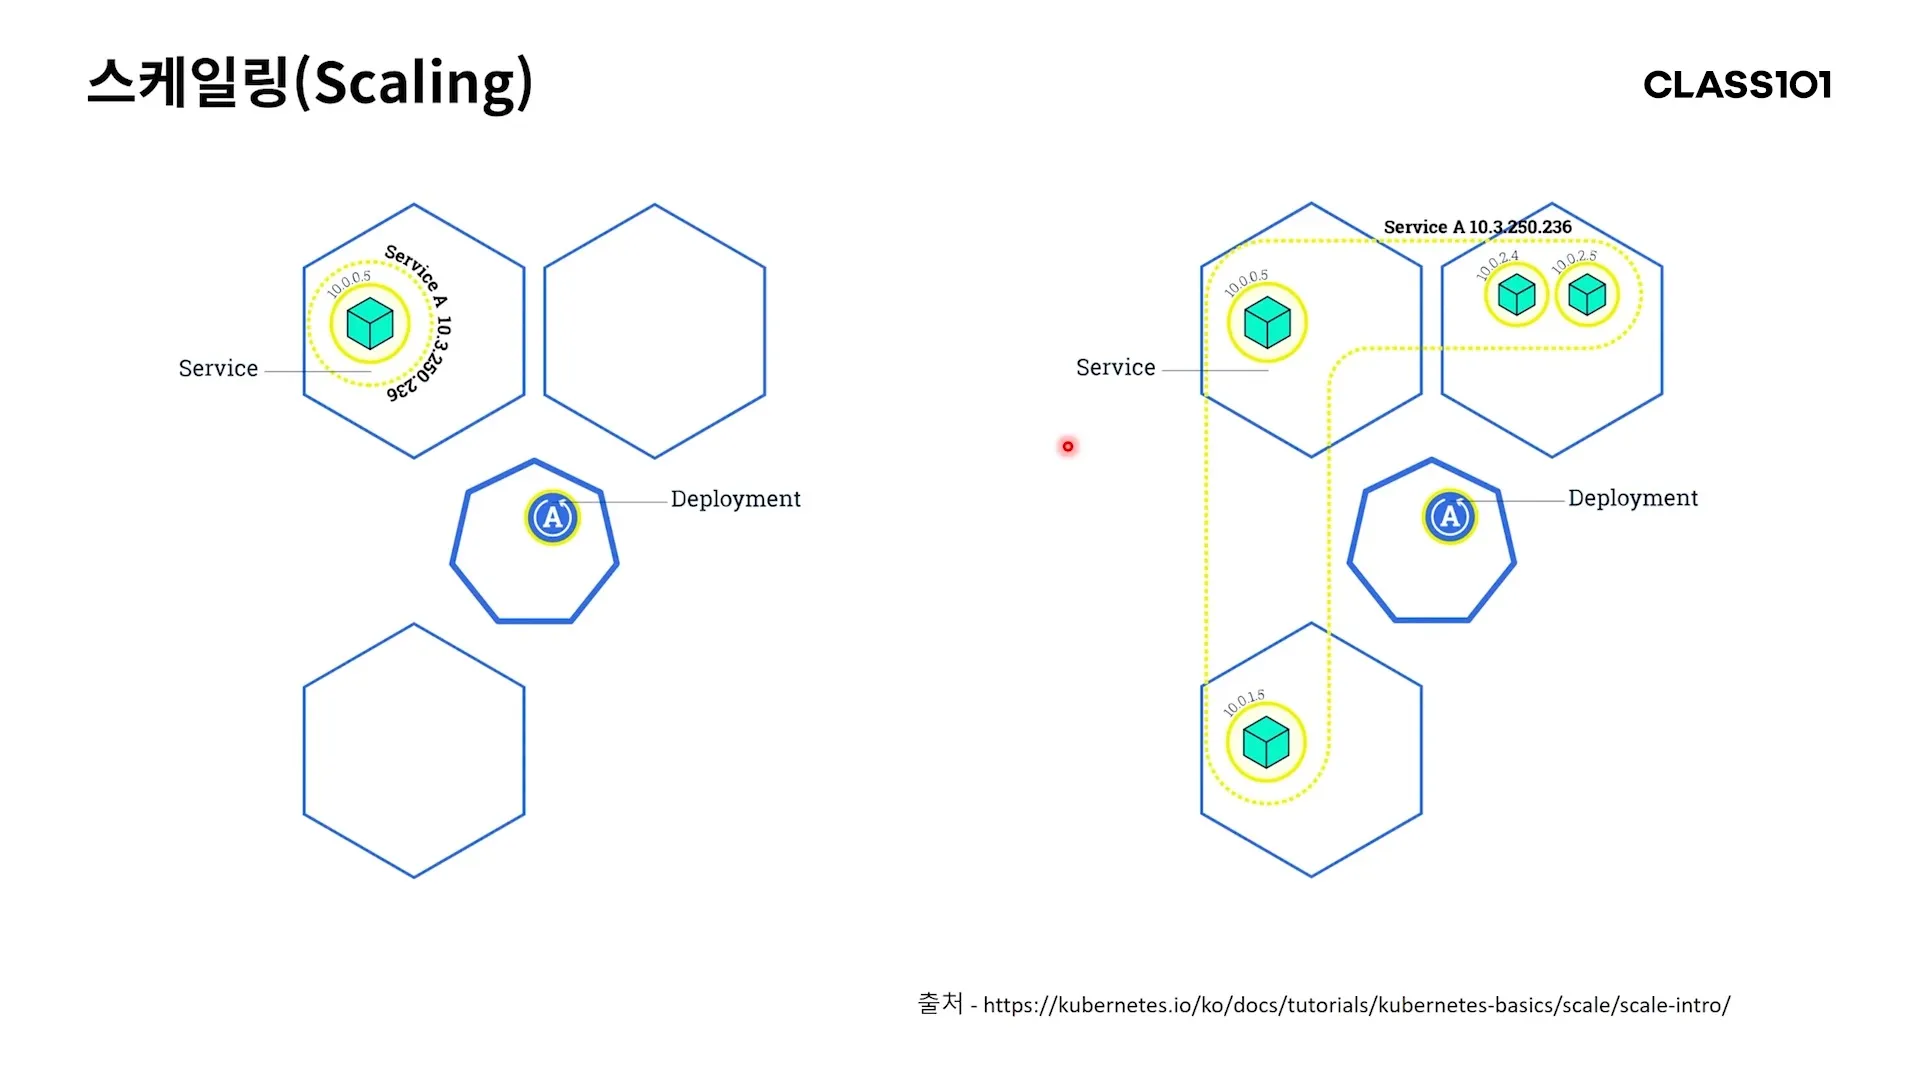 스케일링(Scaling)
CLASS101
Service A 10.3.250.236
10.0.0.5
Service
Deployment
Service A 10.3.250.236
10.0.0.5
10.0.2.4
10.0.2.5
Service
Deployment
A
A
10.0.1.5
출처 - https://kubernetes.io/ko/docs/tutorials/kubernetes-basics/scale/scale-intro/